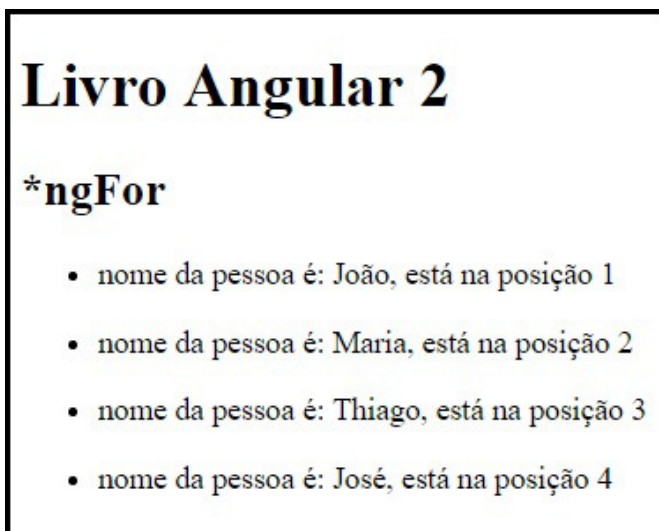 Livro Angular 2
*ngFor
• nome da pessoa é: João, está na posição 1
• nome da pessoa é: Maria, está na posição 2
• nome da pessoa é: Thiago, está na posição 3
• nome da pessoa é: José, está na posição 4